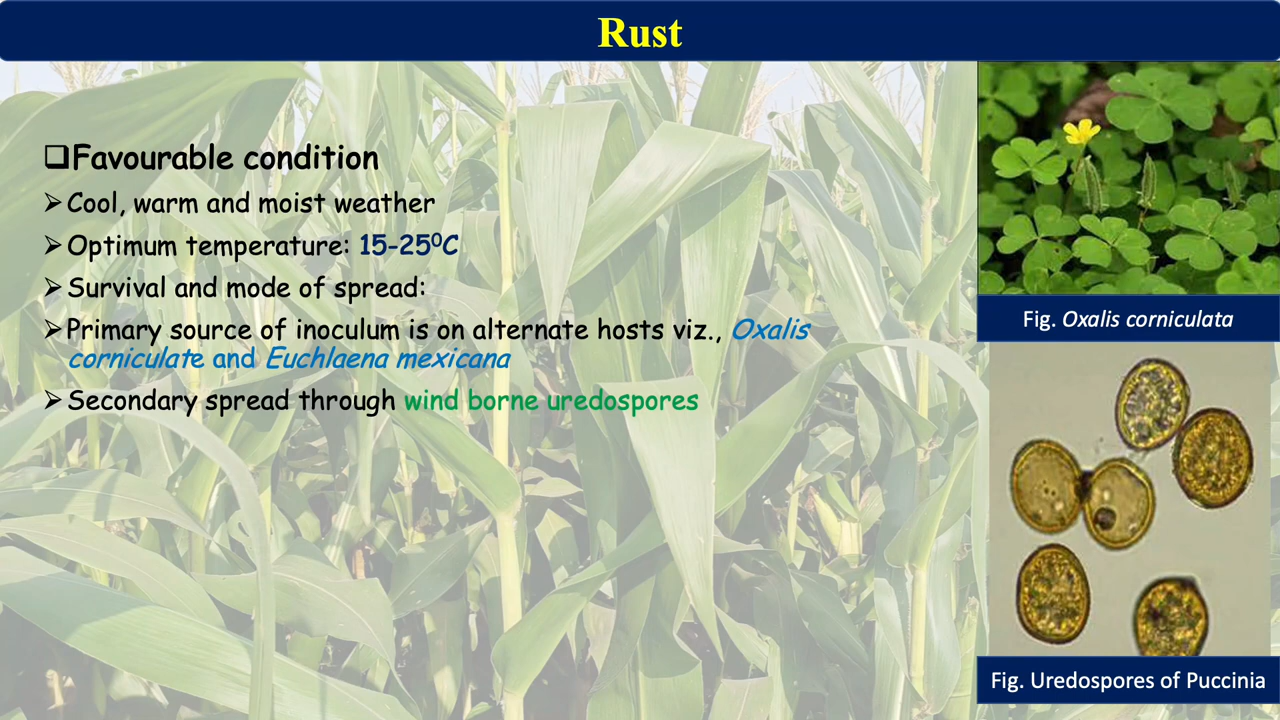 Rust
❑Favourable condition
➢Cool, warm and moist weather
➢Optimum temperature: 15-25⁰C
➢Survival and mode of spread:
➢Primary source of inoculum is on alternate hosts viz., Oxalis
corniculate and Euchlaena mexicana
➢Secondary spread through wind borne uredospores
Fig. Oxalis corniculata
Fig. Uredospores of Puccinia